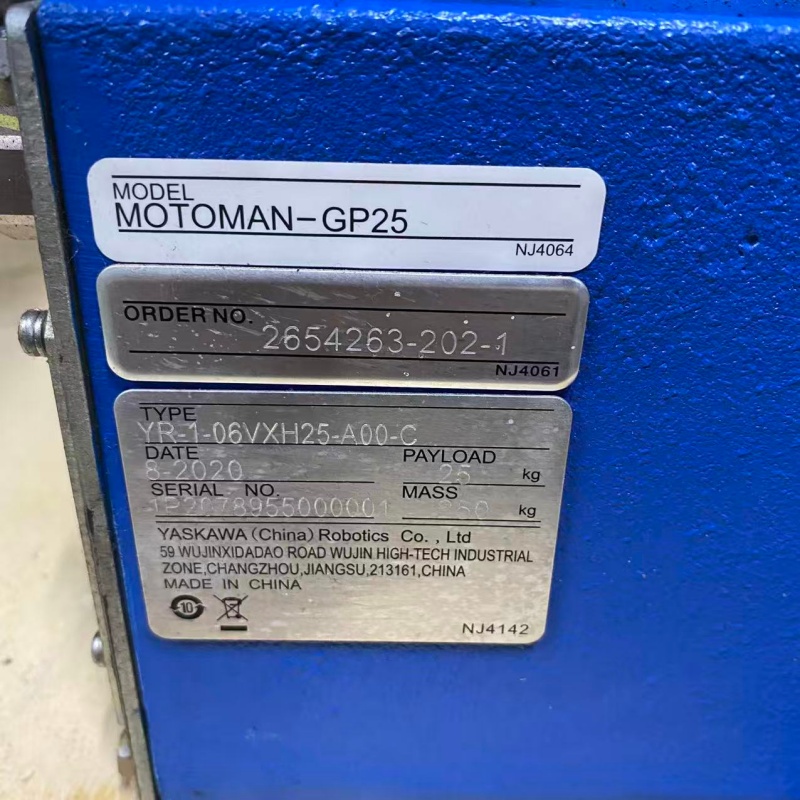 MODEL
MOTOMAN-GP25
NJ4064
ORDER NO. 2654263-202-1
NJ4061
TYPE
YR-1-06VXH25-A00-C
DATE
8-2020
PAYLOAD
25 kg
SERIAL NO.
MASS
kg
YASKAWA (China) Robotics Co., Ltd
59 WUJINXIDADAO ROAD WUJIN HIGH-TECH INDUSTRIAL
ZONE,CHANGZHOU,JIANGSU,213161,CHINA
MADE IN CHINA
10
NJ4142